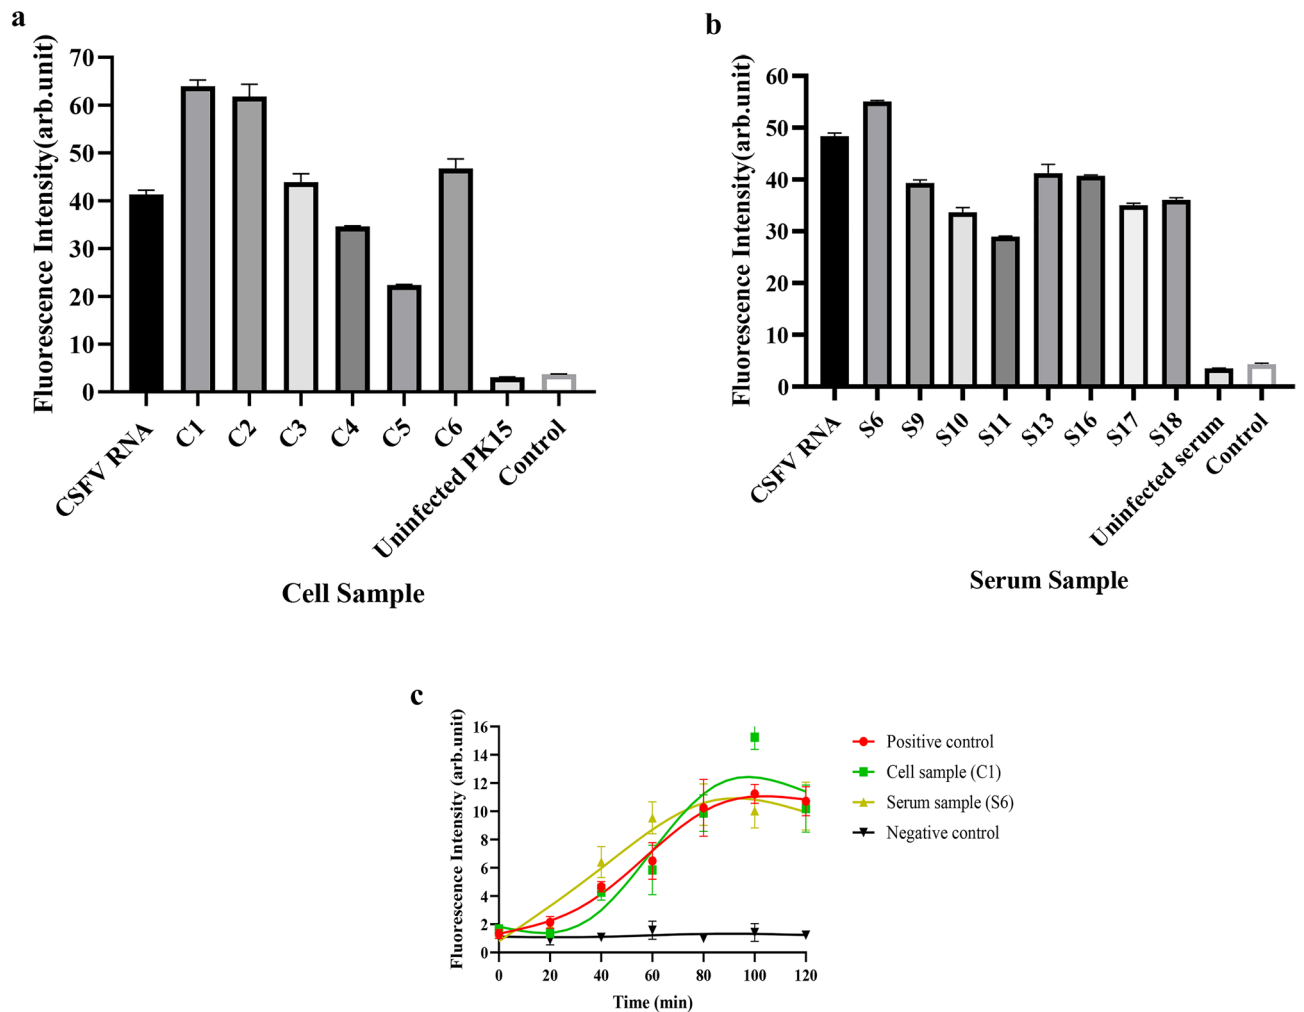 a
Fluorescence Intensity(arb.unit)
70
60
50
40
30
20
10
0
CSFV RNA
C1
C2
C3
C4
C5
C6
Uninfected PK15
Control
Cell Sample
b
Fluorescence Intensity(arb.unit)
60
50
40
30
20
10
0
CSFV RNA
S6
S9
S10
S11
S13
S16
S17
S18
Uninfected serum
Control
Serum Sample
c
Fluorescence Intensity (arb.unit)
16
14
12
10
8
6
4
2
0
0
20
40
60
80
100
120
Time (min)
Positive control
Cell sample (C1)
Serum sample (S6)
Negative control